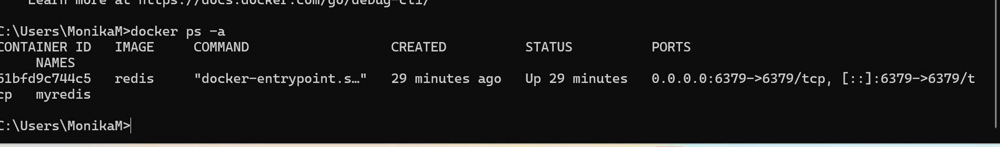 Learn more at https://docs.docker.com/go/debug-cli/
C:\Users\MonikaM>docker ps -a
CONTAINER ID   IMAGE     COMMAND                  CREATED          STATUS          PORTS
     NAMES
51bfd9c744c5   redis     "docker-entrypoint.s…"   29 minutes ago   Up 29 minutes   0.0.0.0:6379->6379/tcp, [::]:6379->6379/t
cp   myredis
C:\Users\MonikaM>